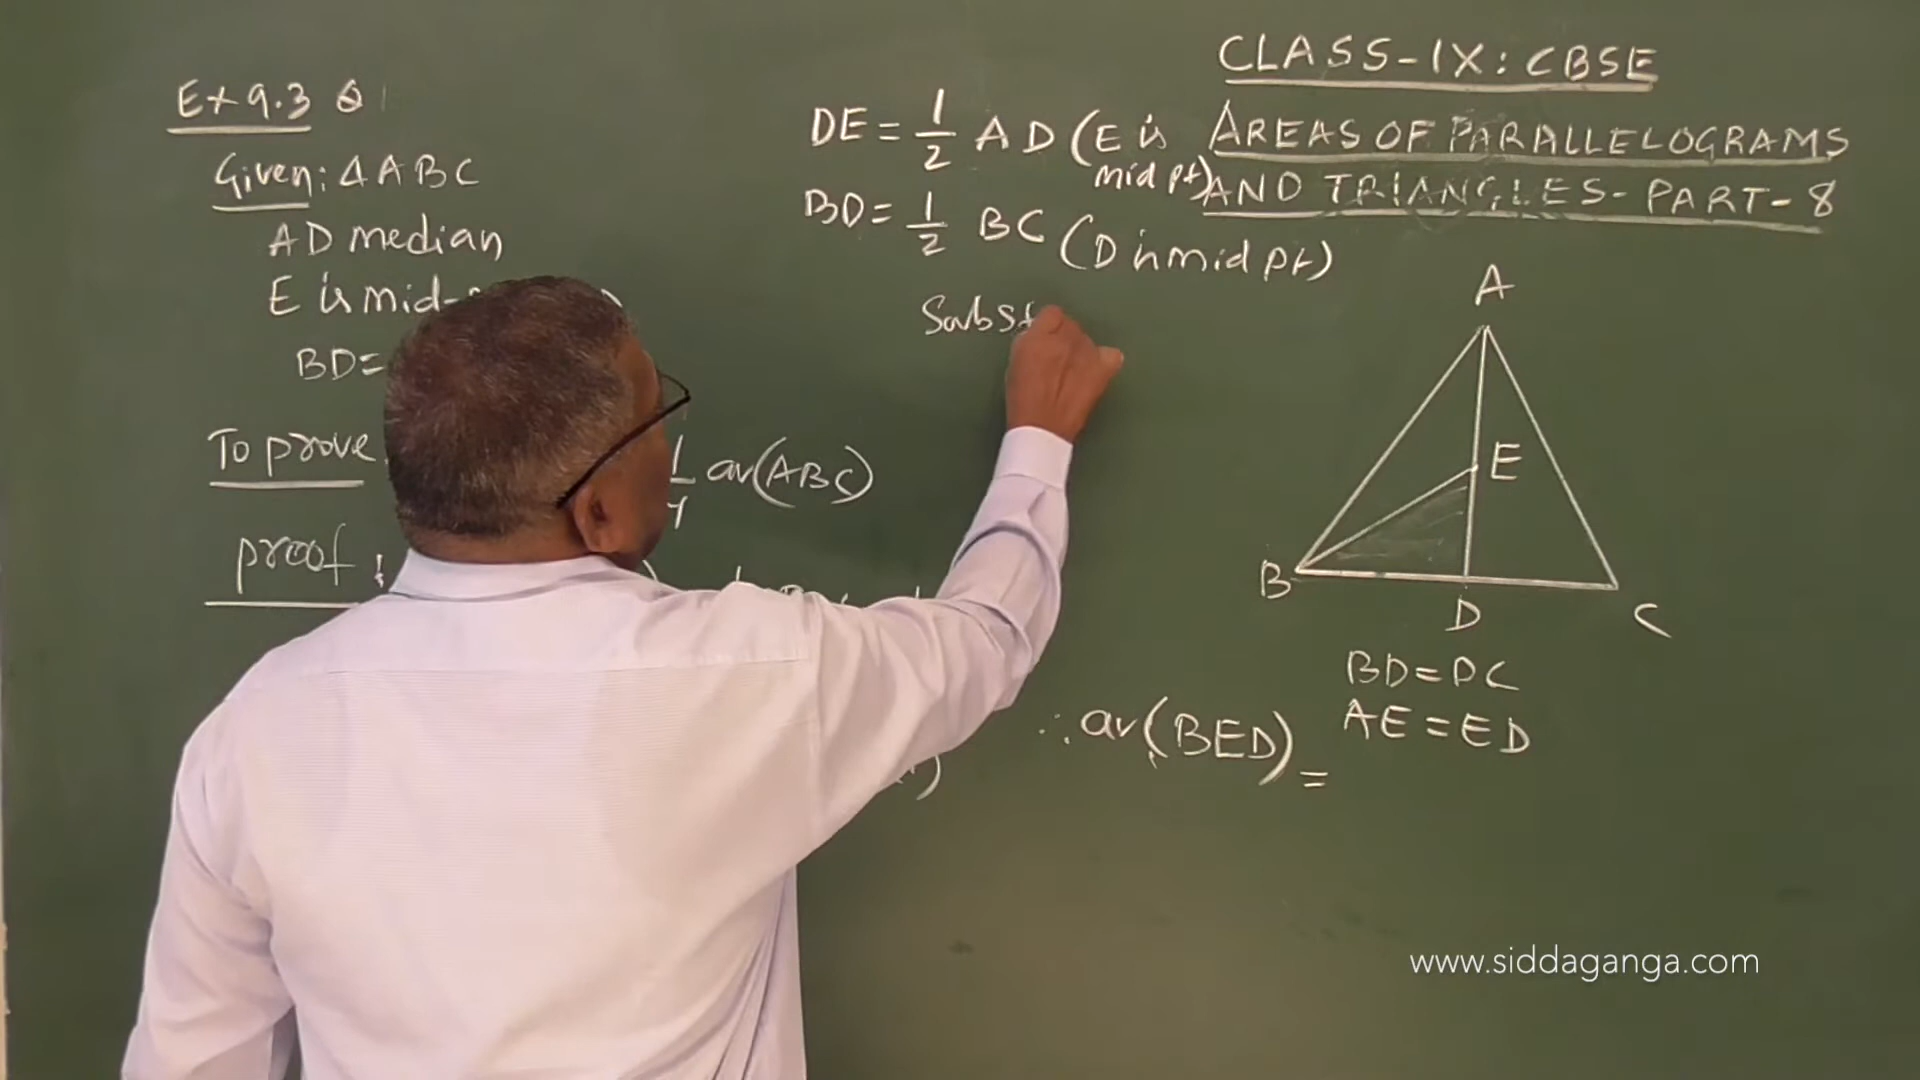 CLASS-IX: CBSE
AREAS OF PARALLELOGRAMS
AND TRIANGLES-PART-8
Ex 9.3 Q
Given: ΔABC
AD median
E is mid-
BD=
To prove
1/4 ar(ABC)
proof :
DE = 1/2 AD (E is
mid pt)
BD = 1/2 BC (D is mid pt)
Subst
A
E
B
D
C
BD = DC
AE = ED
∴ ar(BED) =
www.siddaganga.com